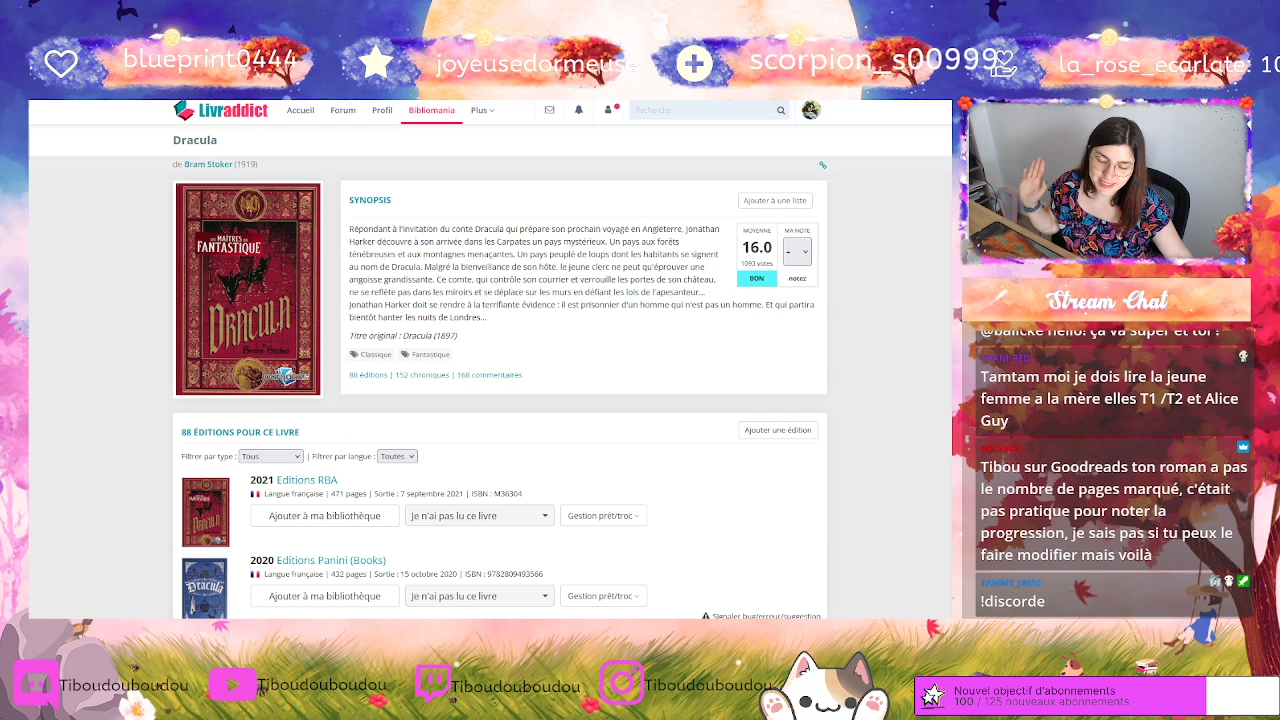 blueprint0444
joyeusedormeuse
scorpion_s00999
la_rose_ecarlate: 10
Livraddict
Accueil
Forum
Profil
Bibliomania
Plus
Recherche
Dracula
de Bram Stoker (1919)
LES MAÎTRES DU
FANTASTIQUE
DRACULA
Bram Stoker
SYNOPSIS
Ajouter à une liste
Répondant à l'invitation du conte Dracula qui prépare son prochain voyage en Angleterre, Jonathan
Harker découvre à son arrivée dans les Carpates un pays mystérieux. Un pays aux forêts
ténébreuses et aux montagnes menaçantes. Un pays peuplé de loups dont les habitants se signent
au nom de Dracula. Malgré la bienveillance de son hôte, le jeune clerc ne peut qu'éprouver une
angoisse grandissante. Ce comte, qui contrôle son courrier et verrouille les portes de son château,
ne se reflète pas dans les miroirs et se déplace sur les murs en défiant les lois de l'apesanteur...
Jonathan Harker doit se rendre à la terrifiante évidence : il est prisonnier d'un homme qui n'est pas un homme. Et qui partira
bientôt hanter les nuits de Londres...
MOYENNE
MA NOTE
16.0
-
1093 votes
BON
notez
Titre original : Dracula (1897)
Classique
Fantastique
88 éditions | 152 chroniques | 168 commentaires
88 ÉDITIONS POUR CE LIVRE
Ajouter une édition
Filtrer par type : Tous | Filtrer par langue : Toutes
2021 Editions RBA
Langue française | 471 pages | Sortie : 7 septembre 2021 | ISBN : M36304
Ajouter à ma bibliothèque
Je n'ai pas lu ce livre
Gestion prêt/troc
2020 Editions Panini (Books)
Langue française | 432 pages | Sortie : 15 octobre 2020 | ISBN : 9782809493566
Dracula
Ajouter à ma bibliothèque
Je n'ai pas lu ce livre
Gestion prêt/troc
Signaler bug/erreur/suggestion
Stream Chat
@balicke hello! ça va super et toi ?
Tamtam moi je dois lire la jeune
femme a la mère elles T1 /T2 et Alice
Guy
Tibou sur Goodreads ton roman a pas
le nombre de pages marqué, c'était
pas pratique pour noter la
progression, je sais pas si tu peux le
faire modifier mais voilà
!discorde
Tiboudouboudou
Tiboudouboudou
Tiboudouboudou
Tiboudouboudou
Nouvel objectif d'abonnements
100 / 125 nouveaux abonnements